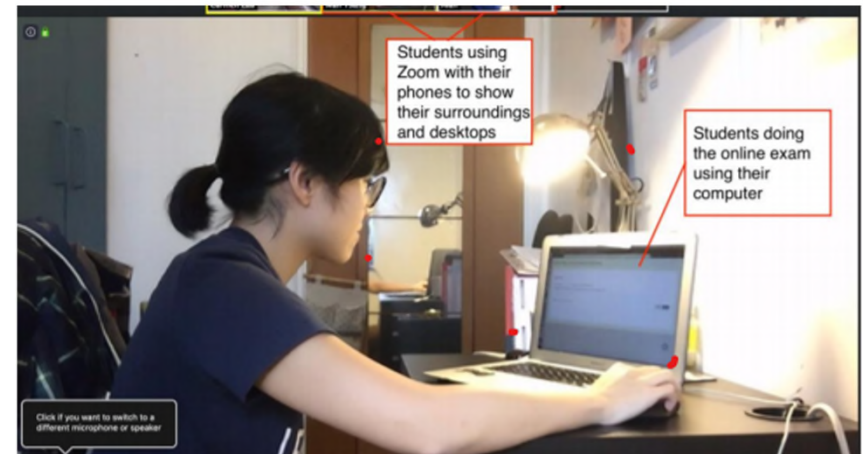 Students using
Zoom with their
phones to show
their surroundings
and desktops
Students doing
the online exam
using their
computer
Click if you want to switch to a
different microphone or speaker